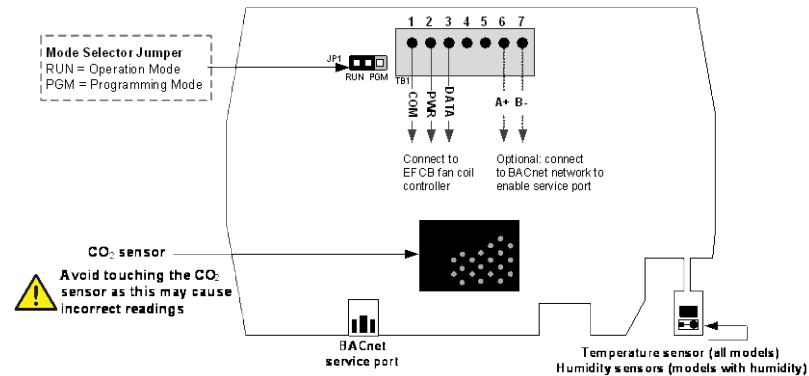 Mode Selector Jumper
RUN = Operation Mode
PGM = Programming Mode
JP1
RUN PGM
1 2 3 4 5 6 7
TB1
COM
PWR
DATA
A+ B-
Connect to
EFCB fan coil
controller
Optional: connect
to BACnet network to
enable service port
CO₂ sensor
Avoid touching the CO₂
sensor as this may cause
incorrect readings
BACnet
service port
Temperature sensor (all models)
Humidity sensors (models with humidity)